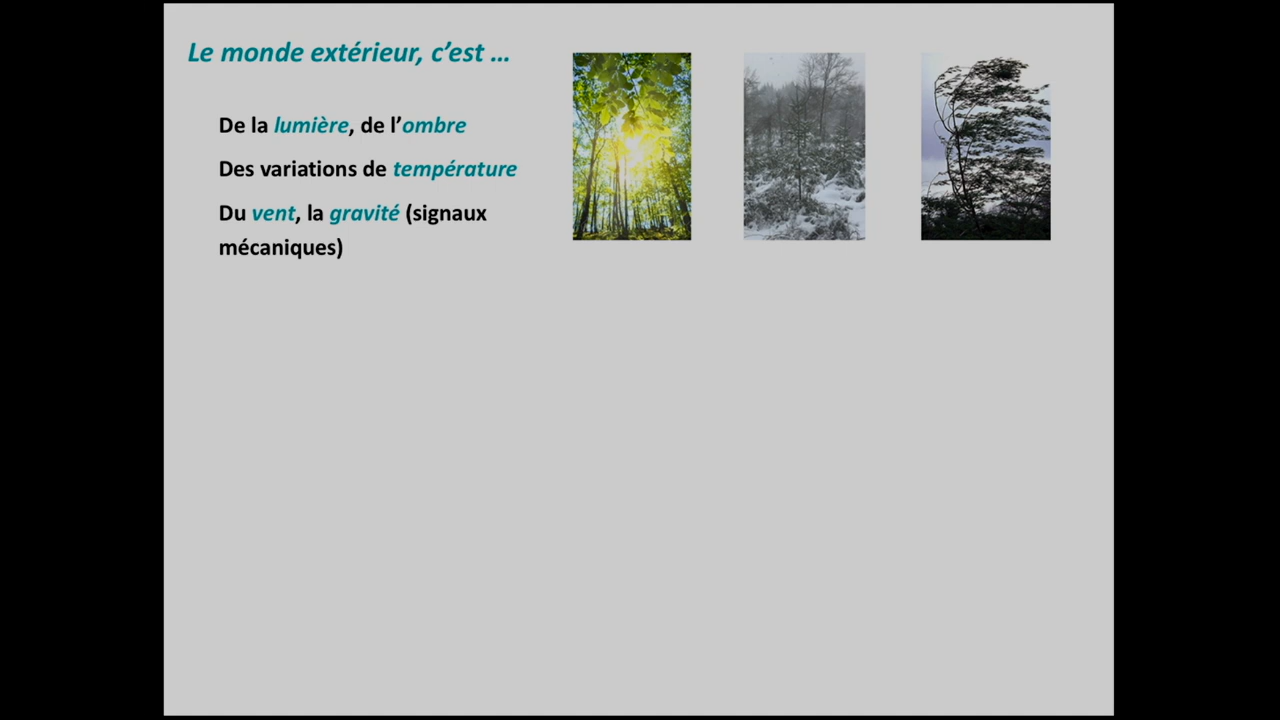 Le monde extérieur, c’est …
De la lumière, de l’ombre
Des variations de température
Du vent, la gravité (signaux
mécaniques)